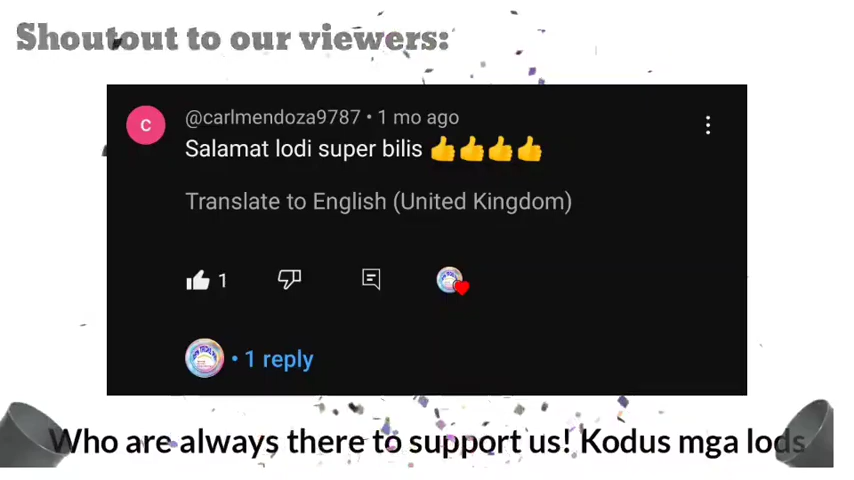 Shoutout to our viewers:
C
@carlmendoza9787 • 1 mo ago
Salamat lodi super bilis 👍👍👍👍
Translate to English (United Kingdom)
1
• 1 reply
Who are always there to support us! Kodus mga lods